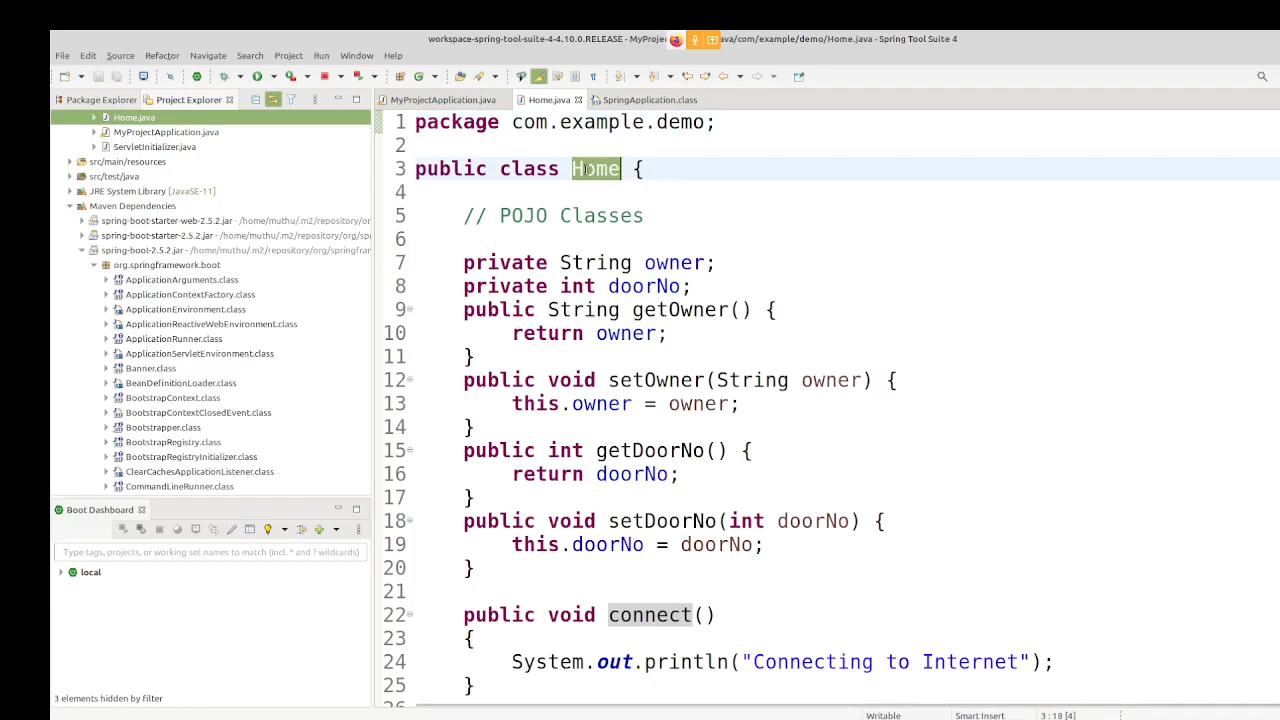 workspace-spring-tool-suite-4-4.10.0.RELEASE - MyProje ava/com/example/demo/Home.java - Spring Tool Suite 4
File Edit Source Refactor Navigate Search Project Run Window Help
Package Explorer Project Explorer
Home.java
MyProjectApplication.java
ServletInitializer.java
src/main/resources
src/test/java
JRE System Library [JavaSE-11]
Maven Dependencies
spring-boot-starter-web-2.5.2.jar - /home/muthu/.m2/repository/or
spring-boot-starter-2.5.2.jar - /home/muthu/.m2/repository/org/sp
spring-boot-2.5.2.jar - /home/muthu/.m2/repository/org/springfram
org.springframework.boot
ApplicationArguments.class
ApplicationContextFactory.class
ApplicationEnvironment.class
ApplicationReactiveWebEnvironment.class
ApplicationRunner.class
ApplicationServletEnvironment.class
Banner.class
BeanDefinitionLoader.class
BootstrapContext.class
BootstrapContextClosedEvent.class
Bootstrapper.class
BootstrapRegistry.class
BootstrapRegistryInitializer.class
ClearCachesApplicationListener.class
CommandLineRunner.class
Boot Dashboard
Type tags, projects, or working set names to match (incl. * and ? wildcards)
local
3 elements hidden by filter
MyProjectApplication.java Home.java SpringApplication.class
1 package com.example.demo;
2
3 public class Home {
4
5 // POJO Classes
6
7 private String owner;
8 private int doorNo;
9 public String getOwner() {
10 return owner;
11 }
12 public void setOwner(String owner) {
13 this.owner = owner;
14 }
15 public int getDoorNo() {
16 return doorNo;
17 }
18 public void setDoorNo(int doorNo) {
19 this.doorNo = doorNo;
20 }
21
22 public void connect()
23 {
24 System.out.println("Connecting to Internet");
25 }
Writable Smart Insert 3 : 18 [4]